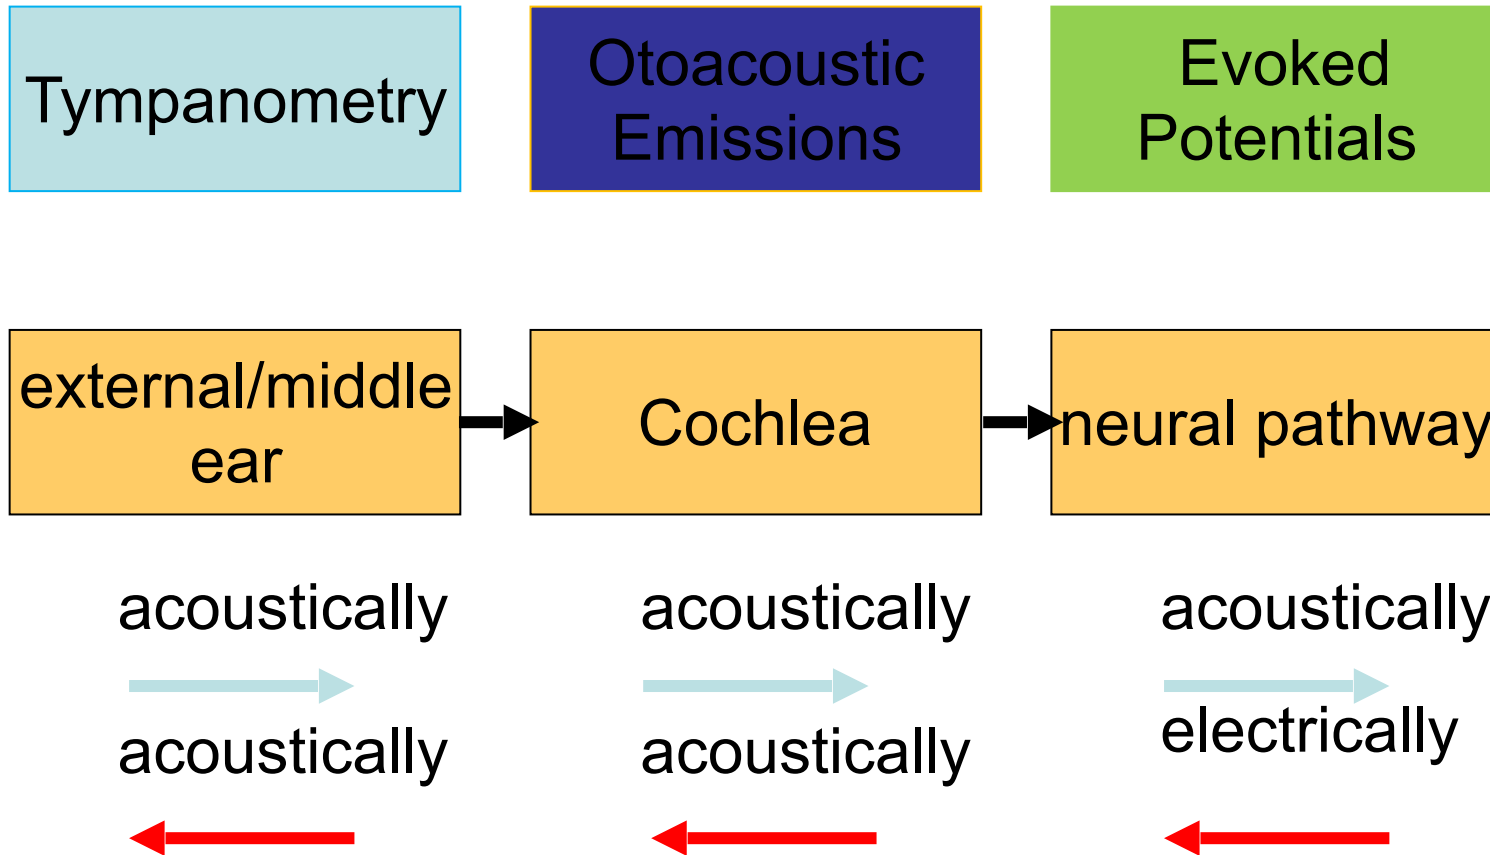 Tympanometry
Otoacoustic
Emissions
Evoked
Potentials
external/middle
ear
Cochlea
neural pathway
acoustically
acoustically
acoustically
acoustically
acoustically
electrically